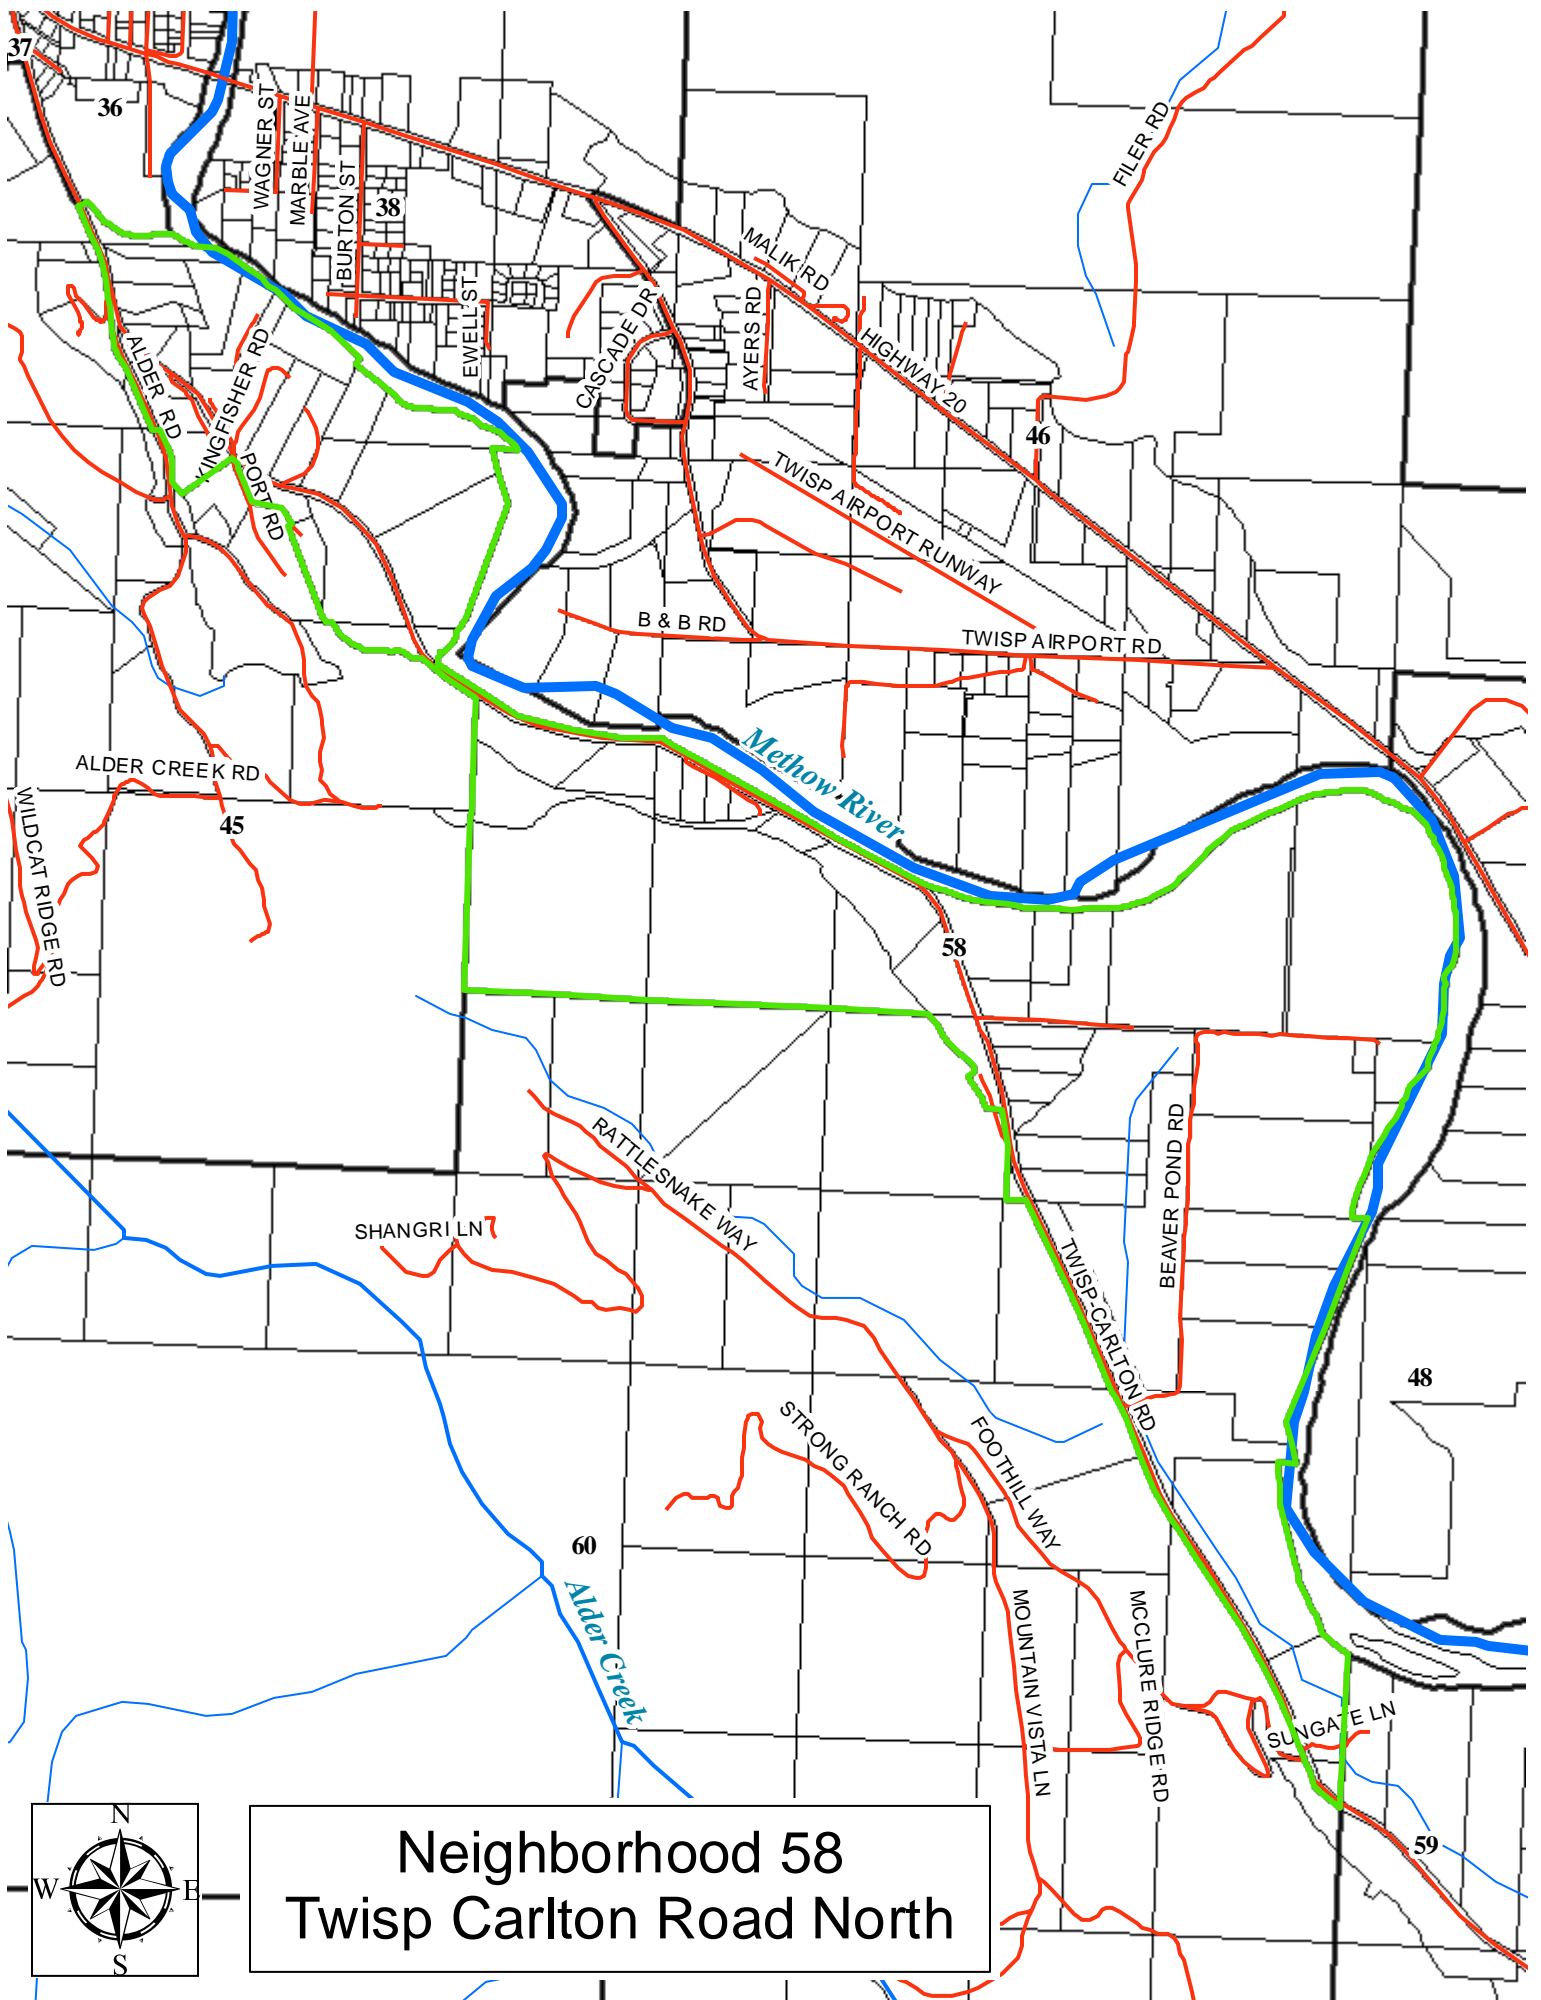 37
36
WAGNER ST
MARBLE AVE
BURTON ST
38
FILER RD
MALIK RD
EWELL ST
CASCADE DR
AYERS RD
HIGHWAY 20
ALDER RD
KINGFISHER RD
PORT RD
46
TWISP AIRPORT RUNWAY
B & B RD
TWISP AIRPORT RD
Methow River
ALDER CREEK RD
WILDCAT RIDGE RD
45
58
RATTLESNAKE WAY
SHANGRI LN
BEAVER POND RD
TWISP-CARLTON RD
48
STRONG RANCH RD
FOOTHILL WAY
60
Alder Creek
MOUNTAIN VISTA LN
MCCLURE RIDGE RD
SUNGATE LN
59
N
W E
S
Neighborhood 58
Twisp Carlton Road North